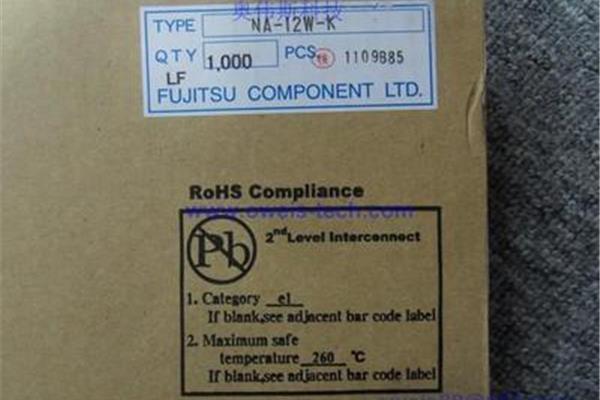 奥伟斯科技
TYPE NA-12W-K
QTY 1,000 PCS 検 1109B85
LF
FUJITSU COMPONENT LTD.
RoHS Compliance
www.oweis-tech.com
Pb 2nd Level Interconnect
1. Category e1
If blank,see adjacent bar code label
2. Maximum safe
temperature 260 °C
If blank,see adjacent bar code label